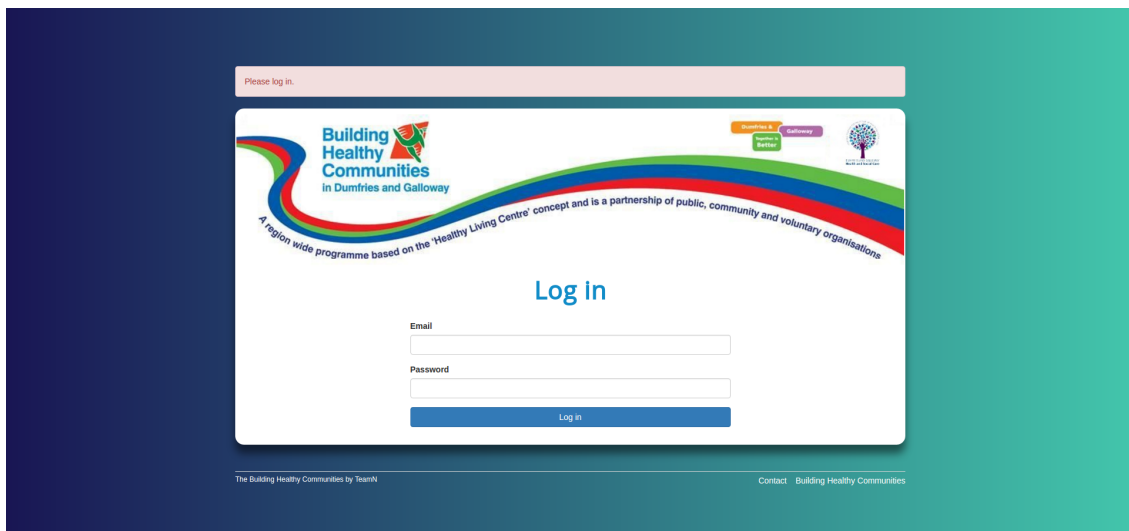 Please log in.
Building
Healthy
Communities
in Dumfries and Galloway
Dumfries &
Galloway
Together is
Better
A region wide programme based on the 'Healthy Living Centre' concept and is a partnership of public, community and voluntary organisations
Log in
Email
Password
Log in
The Building Healthy Communities by TeamN
Contact Building Healthy Communities